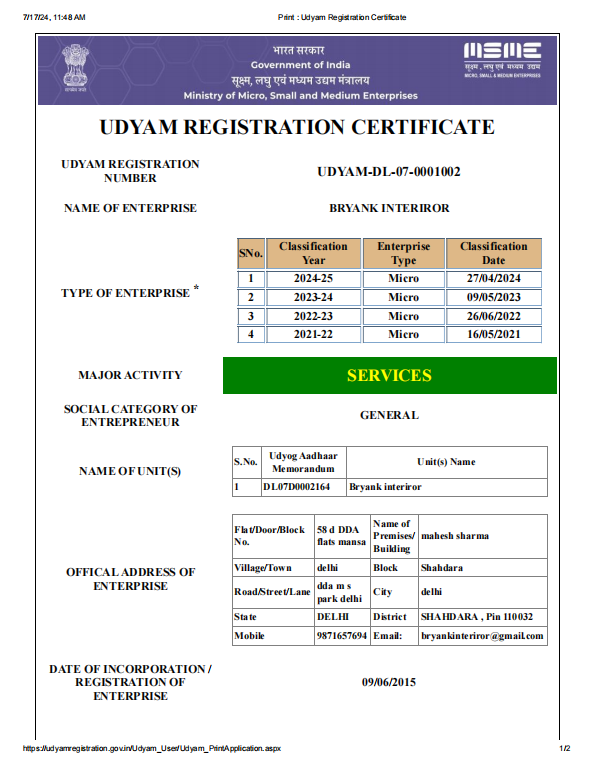 7/17/24, 11:48 AM Print : Udyam Registration Certificate
भारत सरकार
Government of India
सूक्ष्म, लघु एवं मध्यम उद्यम मंत्रालय
Ministry of Micro, Small and Medium Enterprises
MSME
सूक्ष्म, लघु एवं मध्यम उद्यम
MICRO, SMALL & MEDIUM ENTERPRISES
UDYAM REGISTRATION CERTIFICATE
UDYAM REGISTRATION
NUMBER
UDYAM-DL-07-0001002
NAME OF ENTERPRISE BRYANK INTERIROR
TYPE OF ENTERPRISE *
SNo. Classification Year Enterprise Type Classification Date
1 2024-25 Micro 27/04/2024
2 2023-24 Micro 09/05/2023
3 2022-23 Micro 26/06/2022
4 2021-22 Micro 16/05/2021
MAJOR ACTIVITY SERVICES
SOCIAL CATEGORY OF
ENTREPRENEUR
GENERAL
NAME OF UNIT(S)
S.No. Udyog Aadhaar Memorandum Unit(s) Name
1 DL07D0002164 Bryank interiror
OFFICAL ADDRESS OF
ENTERPRISE
Flat/Door/Block No. 58 d DDA flats mansa Name of Premises/ Building mahesh sharma
Village/Town delhi Block Shahdara
Road/Street/Lane dda m s park delhi City delhi
State DELHI District SHAHDARA , Pin 110032
Mobile 9871657694 Email: bryankinteriror@gmail.com
DATE OF INCORPORATION /
REGISTRATION OF
ENTERPRISE
09/06/2015
https://udyamregistration.gov.in/Udyam_User/Udyam_PrintApplication.aspx 1/2